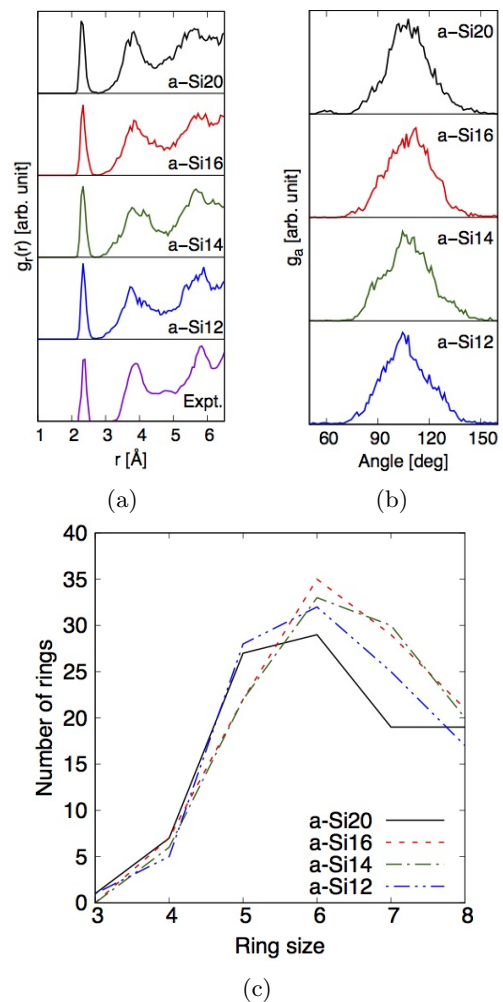 a-Si20
a-Si16
a-Si14
a-Si12
Expt.
g_r(r) [arb. unit]
1 2 3 4 5 6
r [Å]
(a)
a-Si20
a-Si16
a-Si14
a-Si12
g_a [arb. unit]
60 90 120 150
Angle [deg]
(b)
40
35
30
25
20
15
10
5
0
Number of rings
a-Si20
a-Si16
a-Si14
a-Si12
3 4 5 6 7 8
Ring size
(c)